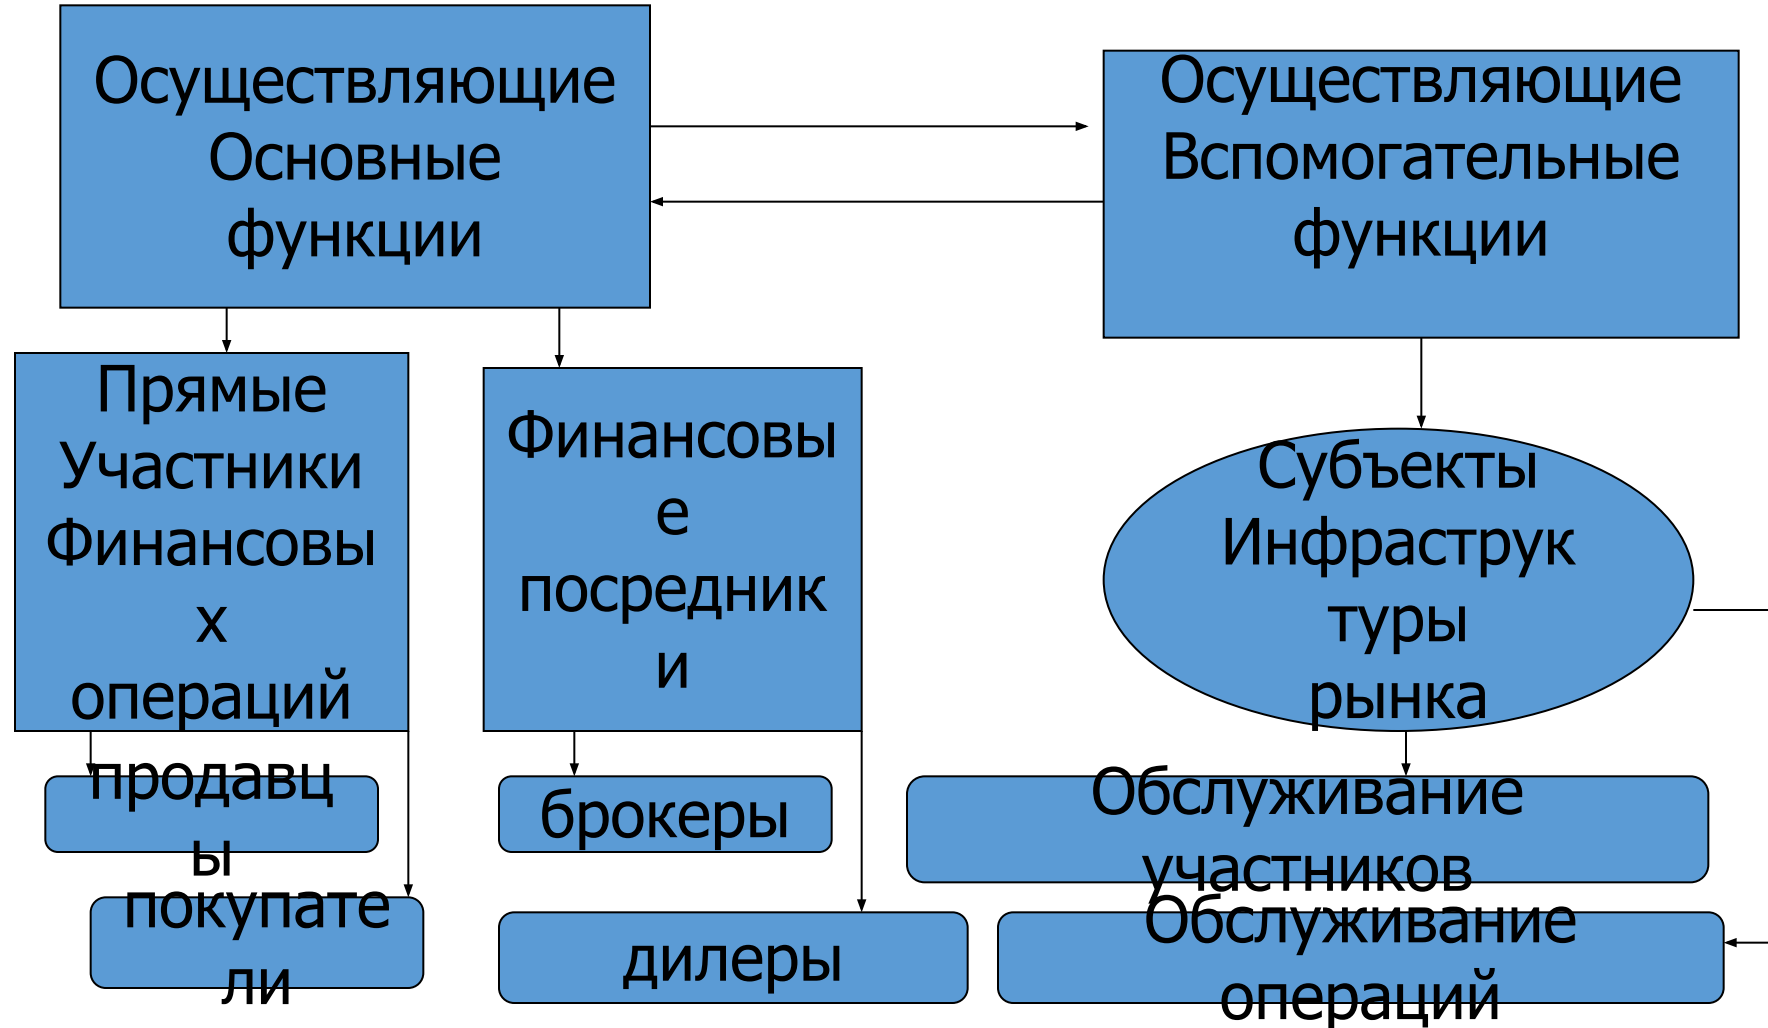 Осуществляющие
Основные
функции
Осуществляющие
Вспомогательные
функции
Прямые
Участники
Финансовы
х
операций
Финансовы
е
посредник
и
Субъекты
Инфраструк
туры
рынка
продавц
ы
покупате
ли
брокеры
дилеры
Обслуживание
участников
Обслуживание
операций